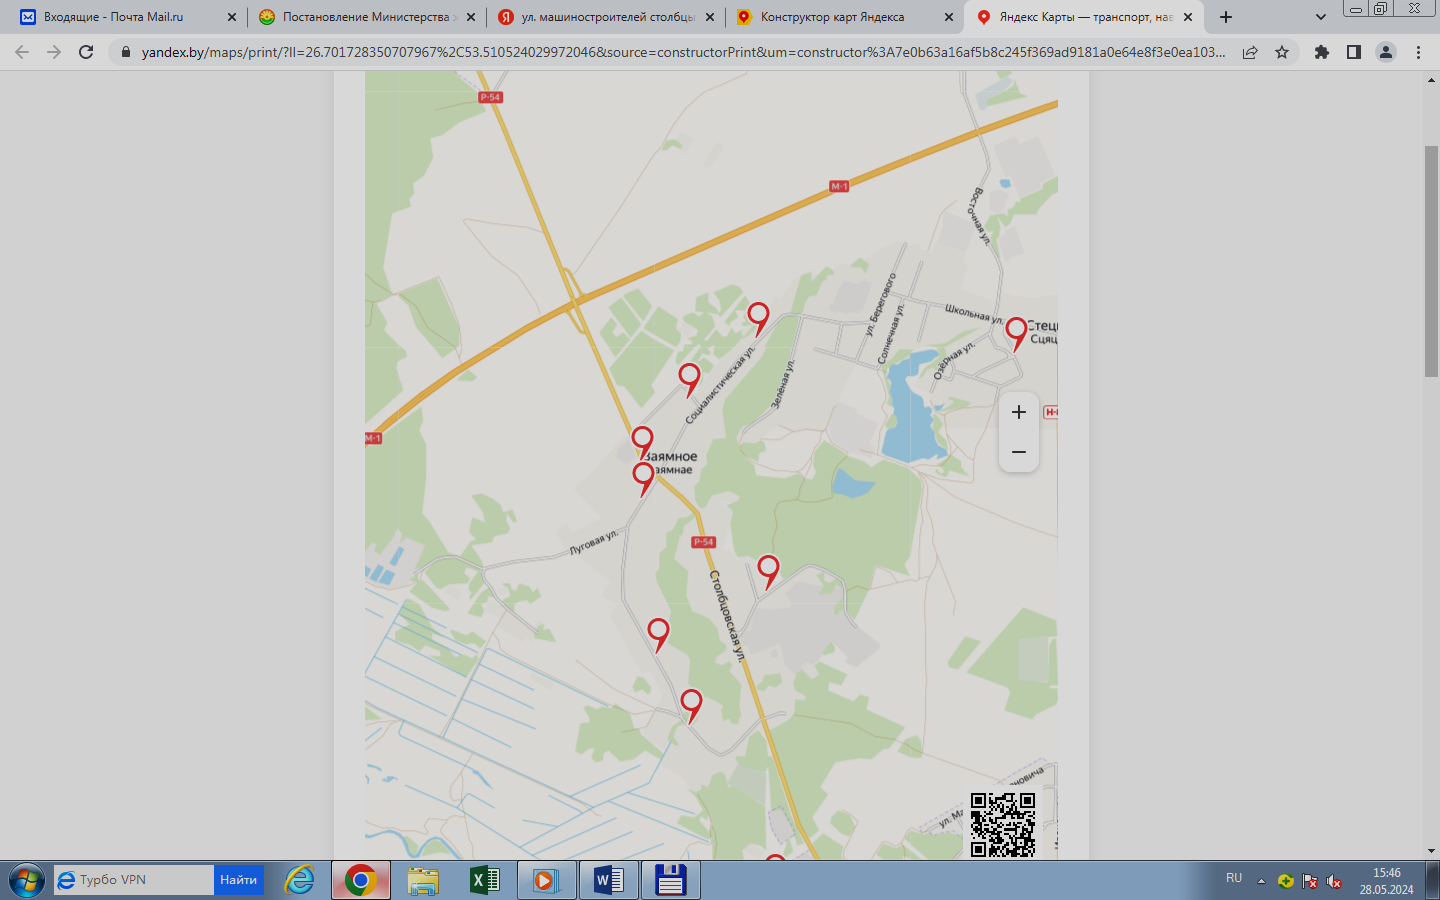 Входящие - Почта Mail.ru
Постановление Министерства
ул. машиностроителей столбцы
Конструктор карт Яндекса
Яндекс Карты — транспорт, нав
yandex.by/maps/print/?ll=26.701728350707967%2C53.510524029972046&source=constructorPrint&um=constructor%3A7e0b63a16af5b8c245f369ad9181a0e64e8f3e0ea103...
Р-54
М-1
Восточная ул.
ул. Берегового
Школьная ул.
Солнечная ул.
Озёрная ул.
Стец
Сцяц
Социалистическая ул.
Зелёная ул.
М-1
Заямное
аямнае
Луговая ул.
Р-54
Столбцовская ул.
Турбо VPN
Найти
RU
15:46
28.05.2024